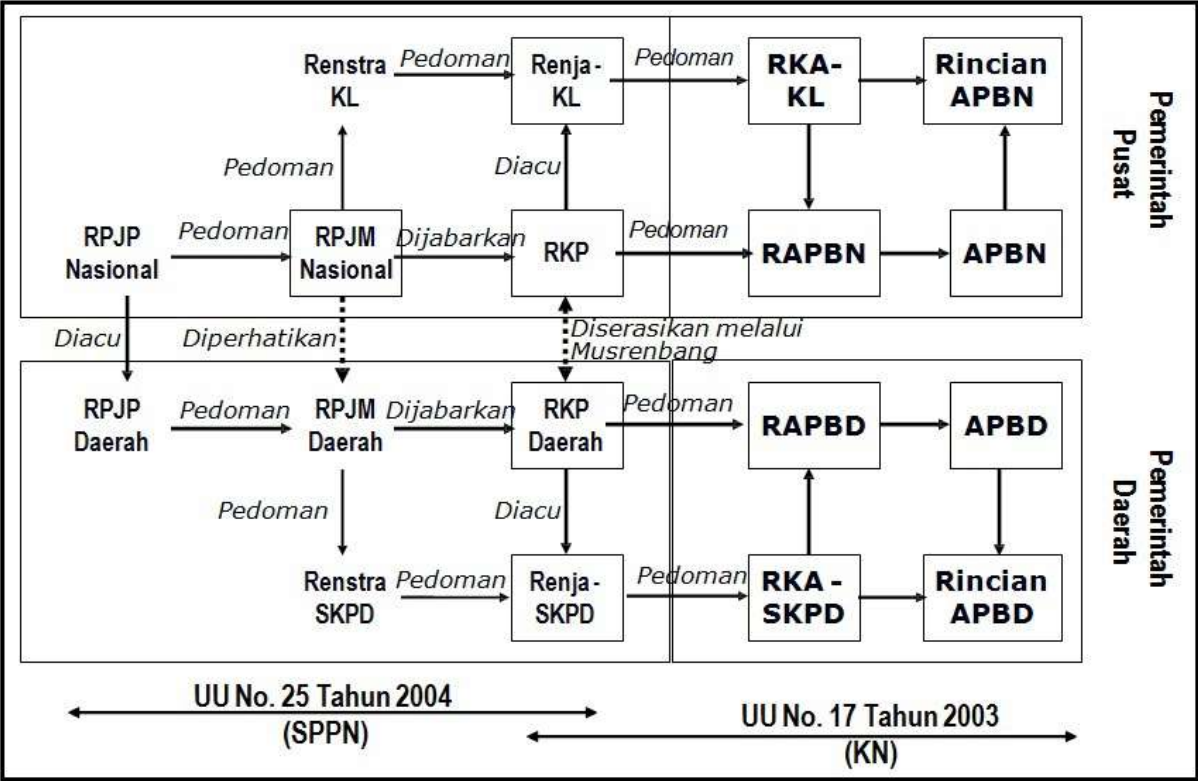 Renstra
KL
Pedoman
Renja -
KL
Pedoman
RKA-
KL
Rincian
APBN
Pemerintah
Pusat
Pedoman
Diacu
RPJP
Nasional
Pedoman
RPJM
Nasional
Dijabarkan
RKP
Pedoman
RAPBN
APBN
Diacu
Diperhatikan
Diserasikan melalui
Musrenbang
RPJP
Daerah
Pedoman
RPJM
Daerah
Dijabarkan
RKP
Daerah
Pedoman
RAPBD
APBD
Pemerintah
Daerah
Pedoman
Diacu
Renstra
SKPD
Pedoman
Renja-
SKPD
Pedoman
RKA -
SKPD
Rincian
APBD
UU No. 25 Tahun 2004
(SPPN)
UU No. 17 Tahun 2003
(KN)